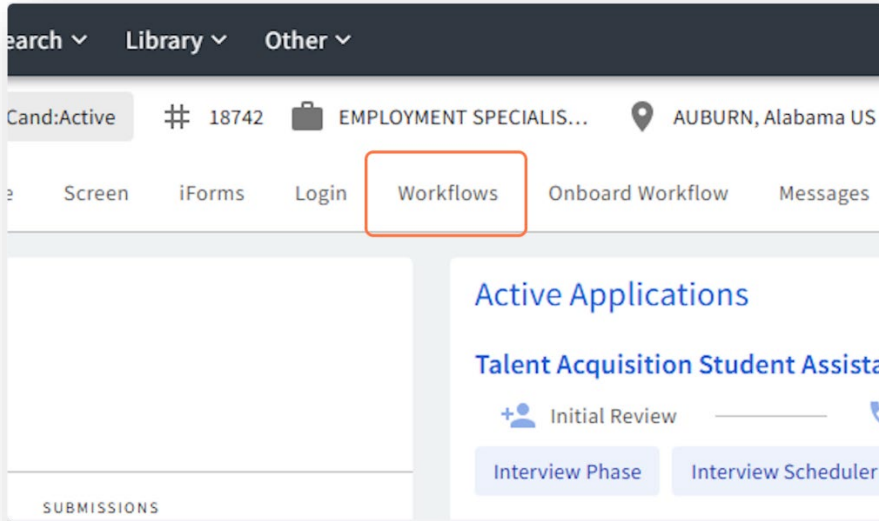 earch Library Other
Cand:Active # 18742 EMPLOYMENT SPECIALIS... AUBURN, Alabama US
e Screen iForms Login Workflows Onboard Workflow Messages
Active Applications
Talent Acquisition Student Assista
Initial Review
Interview Phase Interview Scheduler
SUBMISSIONS